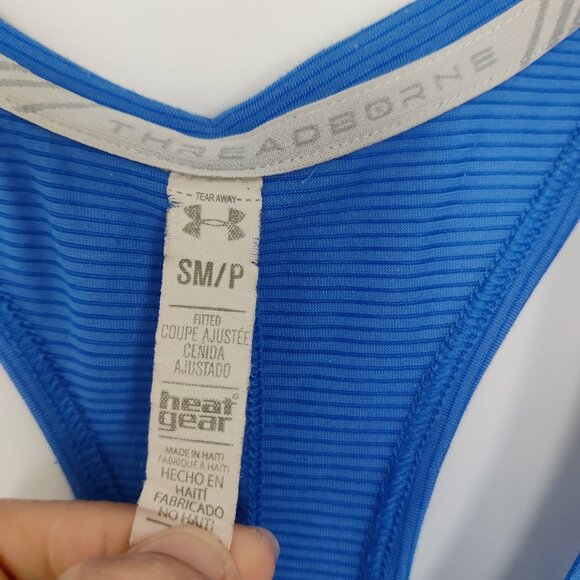 THREADBORNE
TEAR AWAY
SM/P
FITTED
COUPE AJUSTÉE
CENIDA
AJUSTADO
heat
gear
MADE IN HAITI
FABRIQUÉ À HAITI
HECHO EN
HAITÍ
FABRICADO
NO HAITI